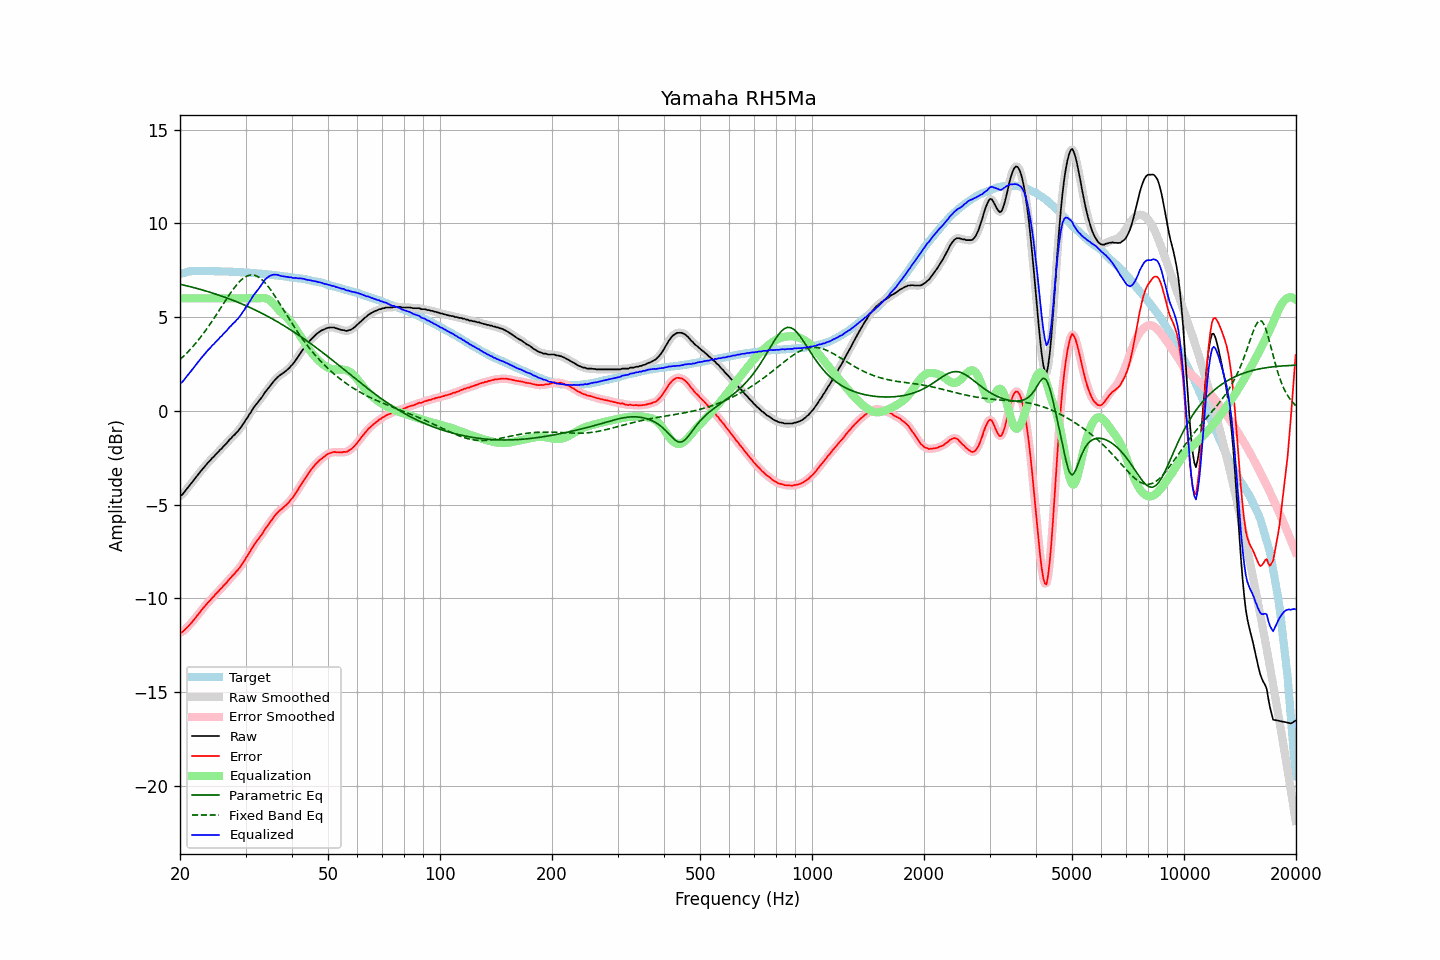 Yamaha RH5Ma
15
10
5
0
−5
−10
−15
−20
Amplitude (dBr)
Target
Raw Smoothed
Error Smoothed
Raw
Error
Equalization
Parametric Eq
Fixed Band Eq
Equalized
20
50
100
200
500
1000
2000
5000
10000
20000
Frequency (Hz)